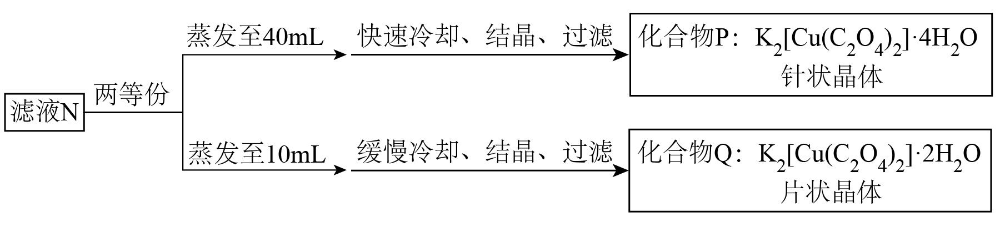 滤液N
两等份
蒸发至40mL
快速冷却、结晶、过滤
化合物P：K₂[Cu(C₂O₄)₂]·4H₂O
针状晶体
蒸发至10mL
缓慢冷却、结晶、过滤
化合物Q：K₂[Cu(C₂O₄)₂]·2H₂O
片状晶体